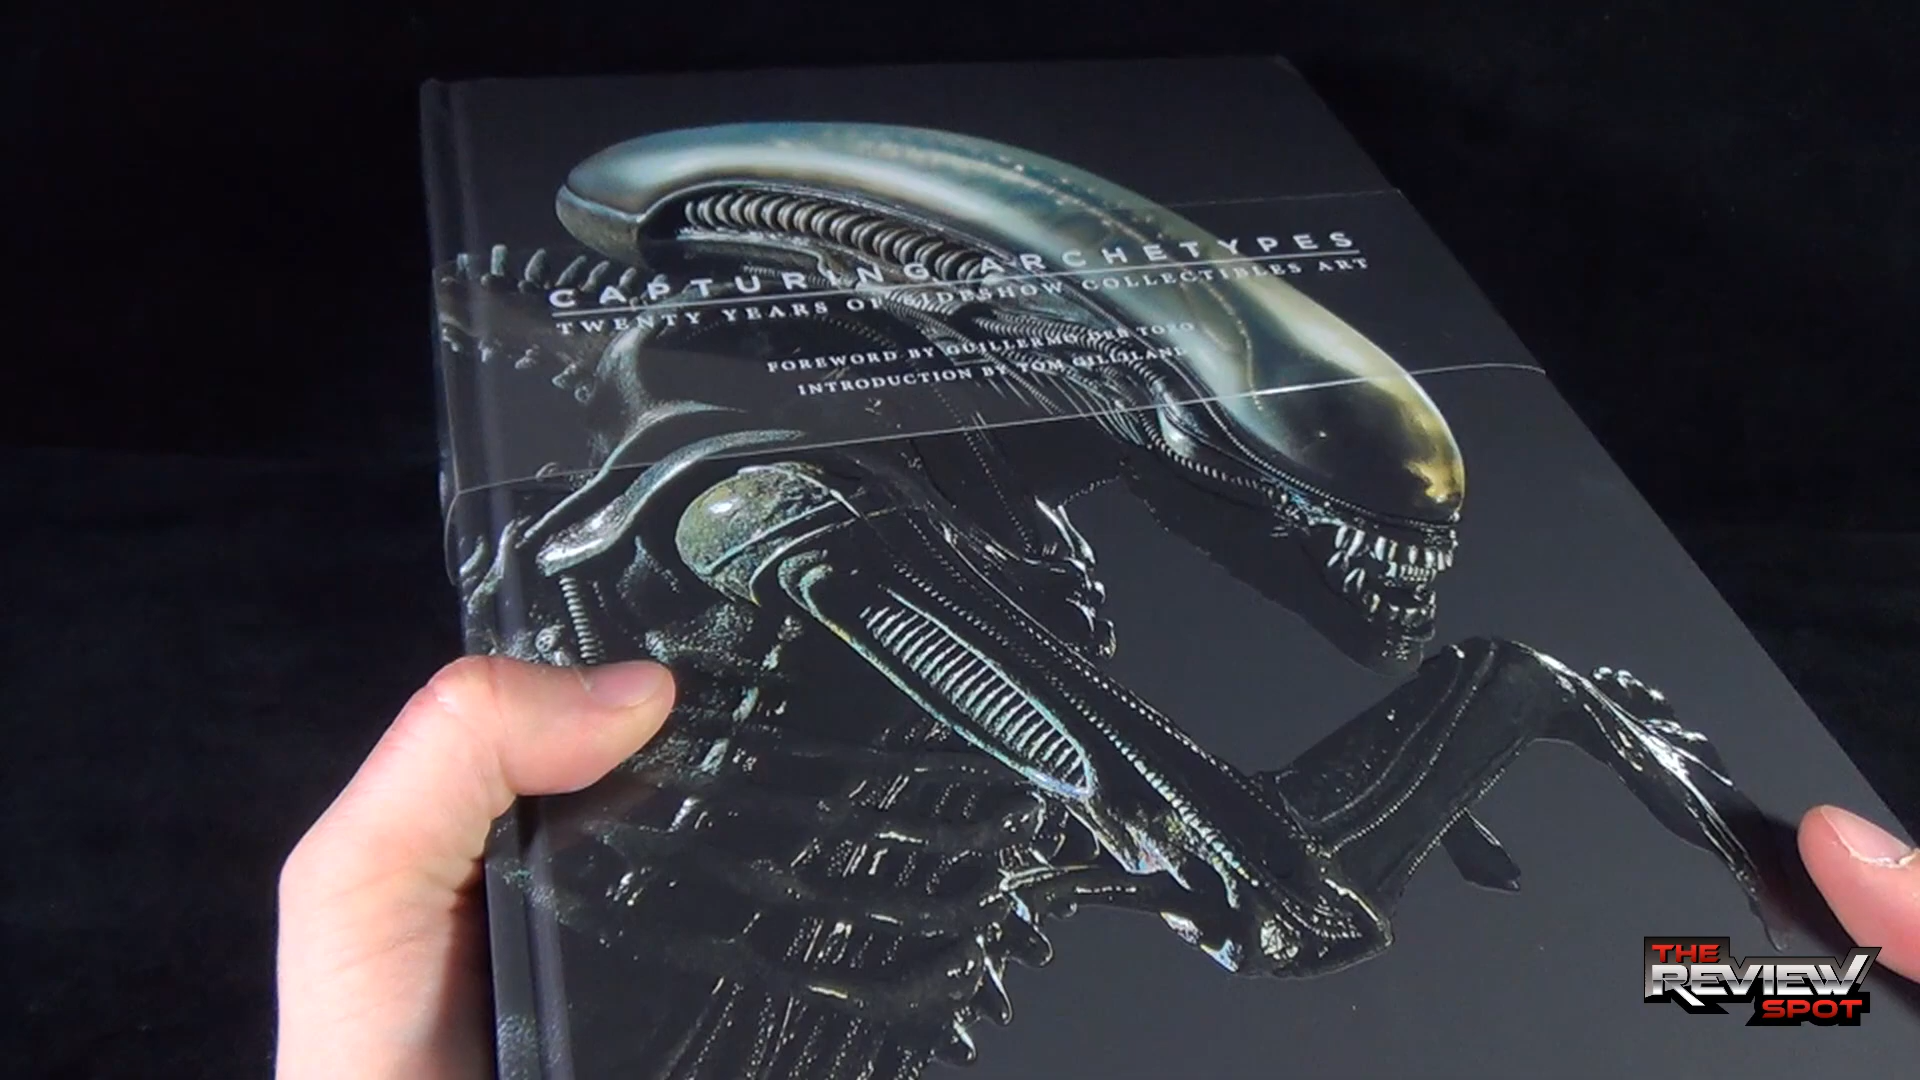 CAPTURING ARCHETYPES
TWENTY YEARS OF SIDESHOW COLLECTIBLES ART
FOREWORD BY GUILLERMO DEL TORO
INTRODUCTION BY TOM GILLILAND
THE
REVIEW
SPOT